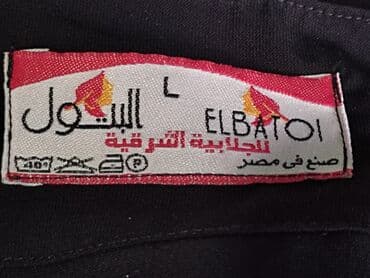 البتول L ELBATOl
للجلابية الشرقية
40° P صنع فى مصر